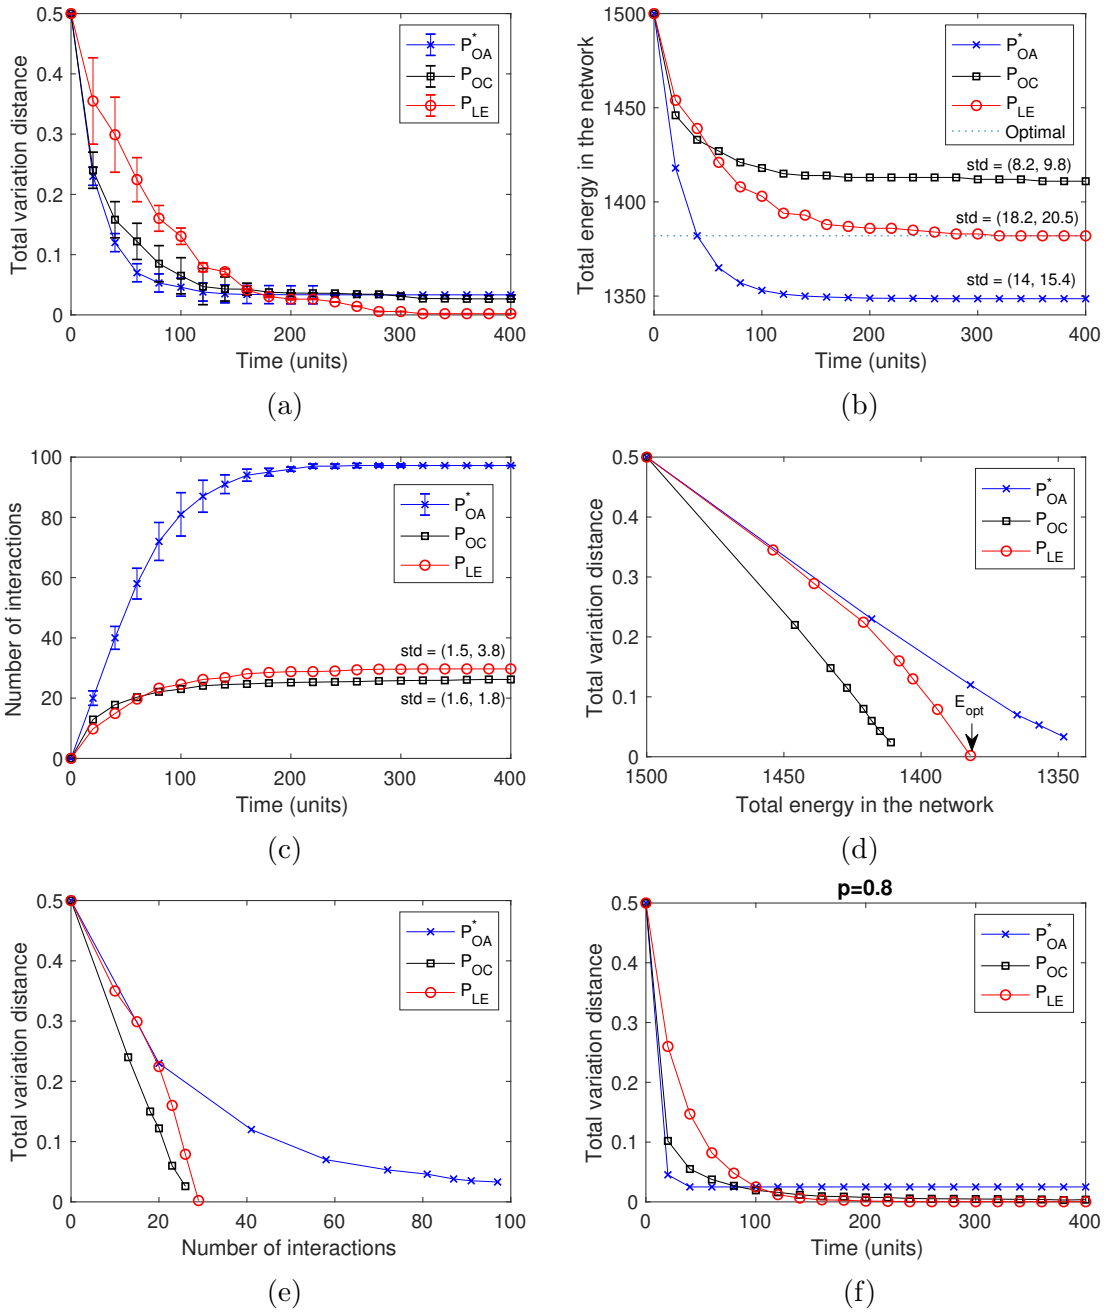 0.5
0.4
0.3
0.2
0.1
0
Total variation distance
P*OA
POC
PLE
0 100 200 300 400
Time (units)
(a)
1500
1450
1400
1350
Total energy in the network
P*OA
POC
PLE
Optimal
std = (8.2, 9.8)
std = (18.2, 20.5)
std = (14, 15.4)
0 100 200 300 400
Time (units)
(b)
100
80
60
40
20
0
Number of interactions
P*OA
POC
PLE
std = (1.5, 3.8)
std = (1.6, 1.8)
0 100 200 300 400
Time (units)
(c)
0.5
0.4
0.3
0.2
0.1
0
Total variation distance
P*OA
POC
PLE
Eopt
1500 1450 1400 1350
Total energy in the network
(d)
0.5
0.4
0.3
0.2
0.1
0
Total variation distance
P*OA
POC
PLE
0 20 40 60 80 100
Number of interactions
(e)
p=0.8
0.5
0.4
0.3
0.2
0.1
0
Total variation distance
P*OA
POC
PLE
0 100 200 300 400
Time (units)
(f)